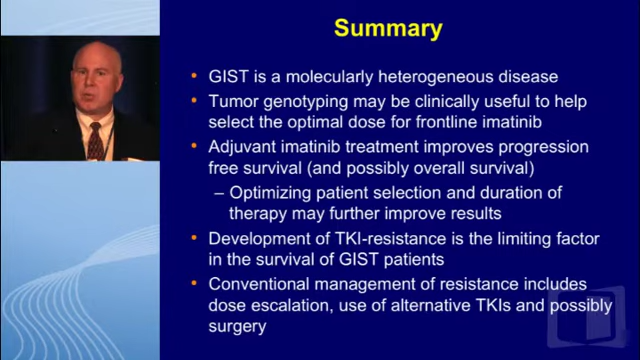 Summary
• GIST is a molecularly heterogeneous disease
• Tumor genotyping may be clinically useful to help
select the optimal dose for frontline imatinib
• Adjuvant imatinib treatment improves progression
free survival (and possibly overall survival)
– Optimizing patient selection and duration of
therapy may further improve results
• Development of TKI-resistance is the limiting factor
in the survival of GIST patients
• Conventional management of resistance includes
dose escalation, use of alternative TKIs and possibly
surgery